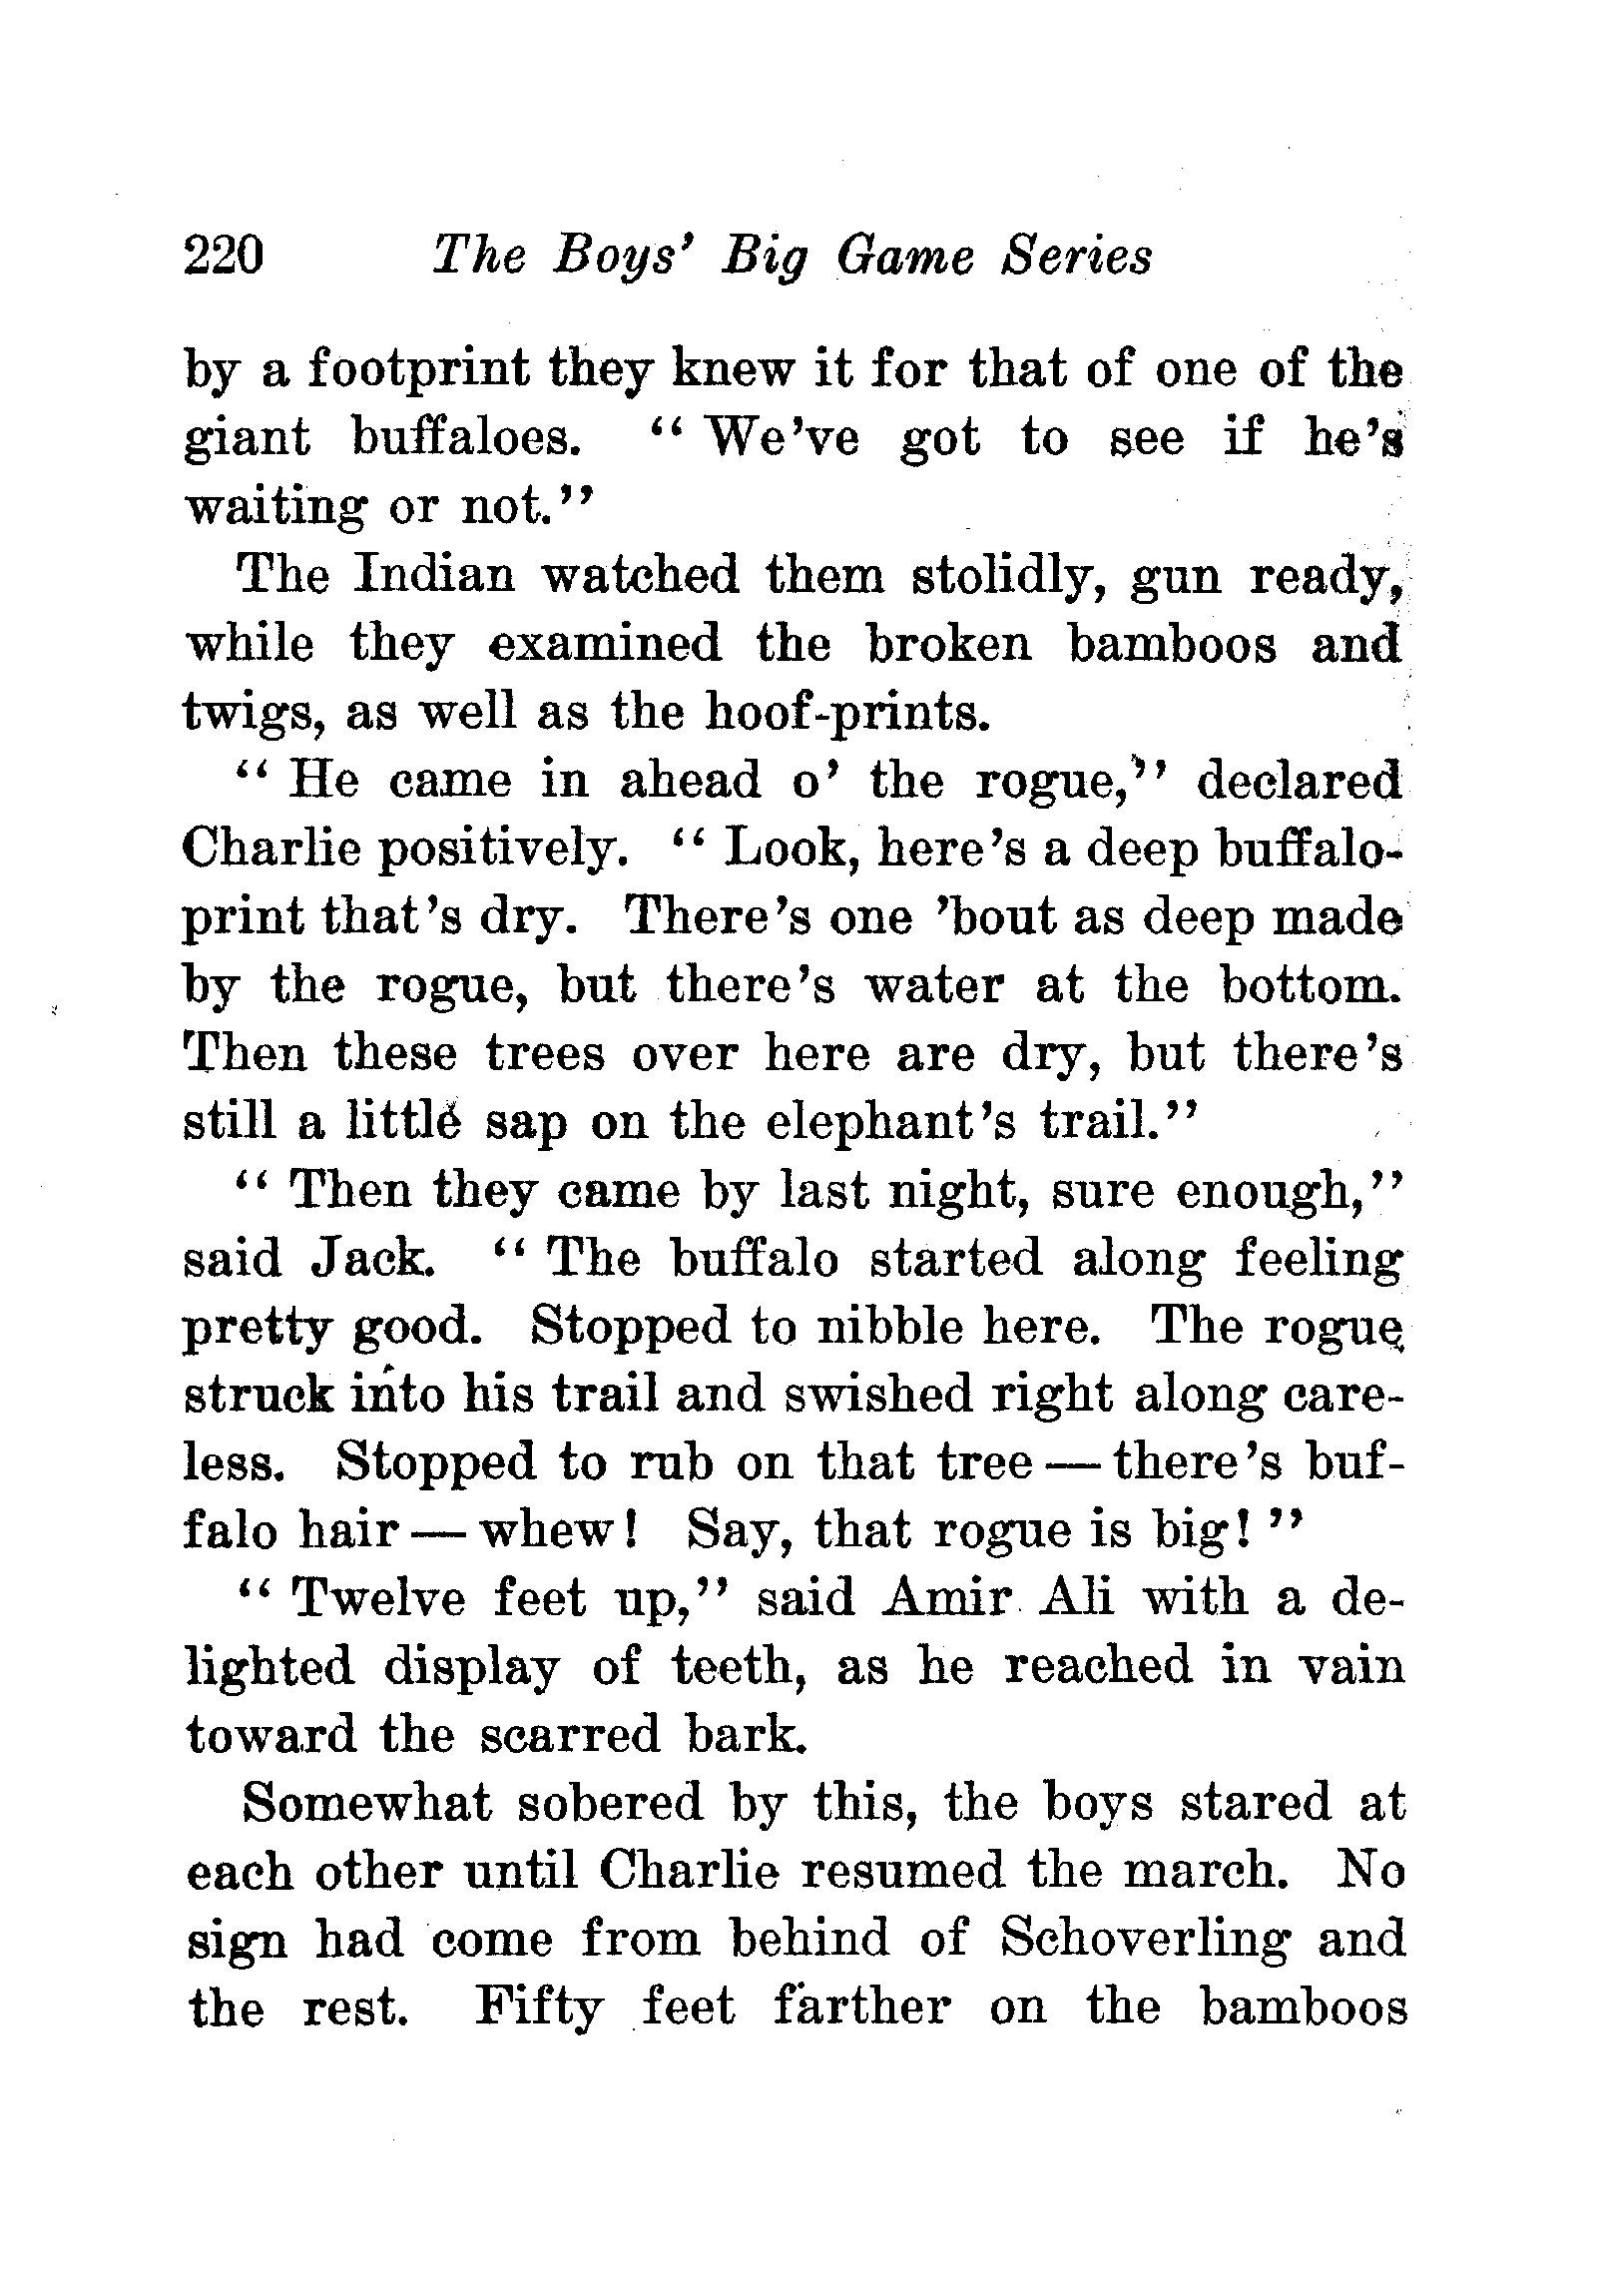 220 The Boys' Big Game Series
by a footprint they knew it for that of one of the
giant buffaloes. "We've got to see if he's
waiting or not."
The Indian watched them stolidly, gun ready,
while they examined the broken bamboos and
twigs, as well as the hoof-prints.
"He came in ahead o' the rogue," declared
Charlie positively. "Look, here's a deep buffalo-
print that's dry. There's one 'bout as deep made
by the rogue, but there's water at the bottom.
Then these trees over here are dry, but there's
still a little sap on the elephant's trail."
"Then they came by last night, sure enough,"
said Jack. "The buffalo started along feeling
pretty good. Stopped to nibble here. The rogue
struck into his trail and swished right along care-
less. Stopped to rub on that tree — there's buf-
falo hair — whew! Say, that rogue is big!"
"Twelve feet up," said Amir Ali with a de-
lighted display of teeth, as he reached in vain
toward the scarred bark.
Somewhat sobered by this, the boys stared at
each other until Charlie resumed the march. No
sign had come from behind of Schoverling and
the rest. Fifty feet farther on the bamboos